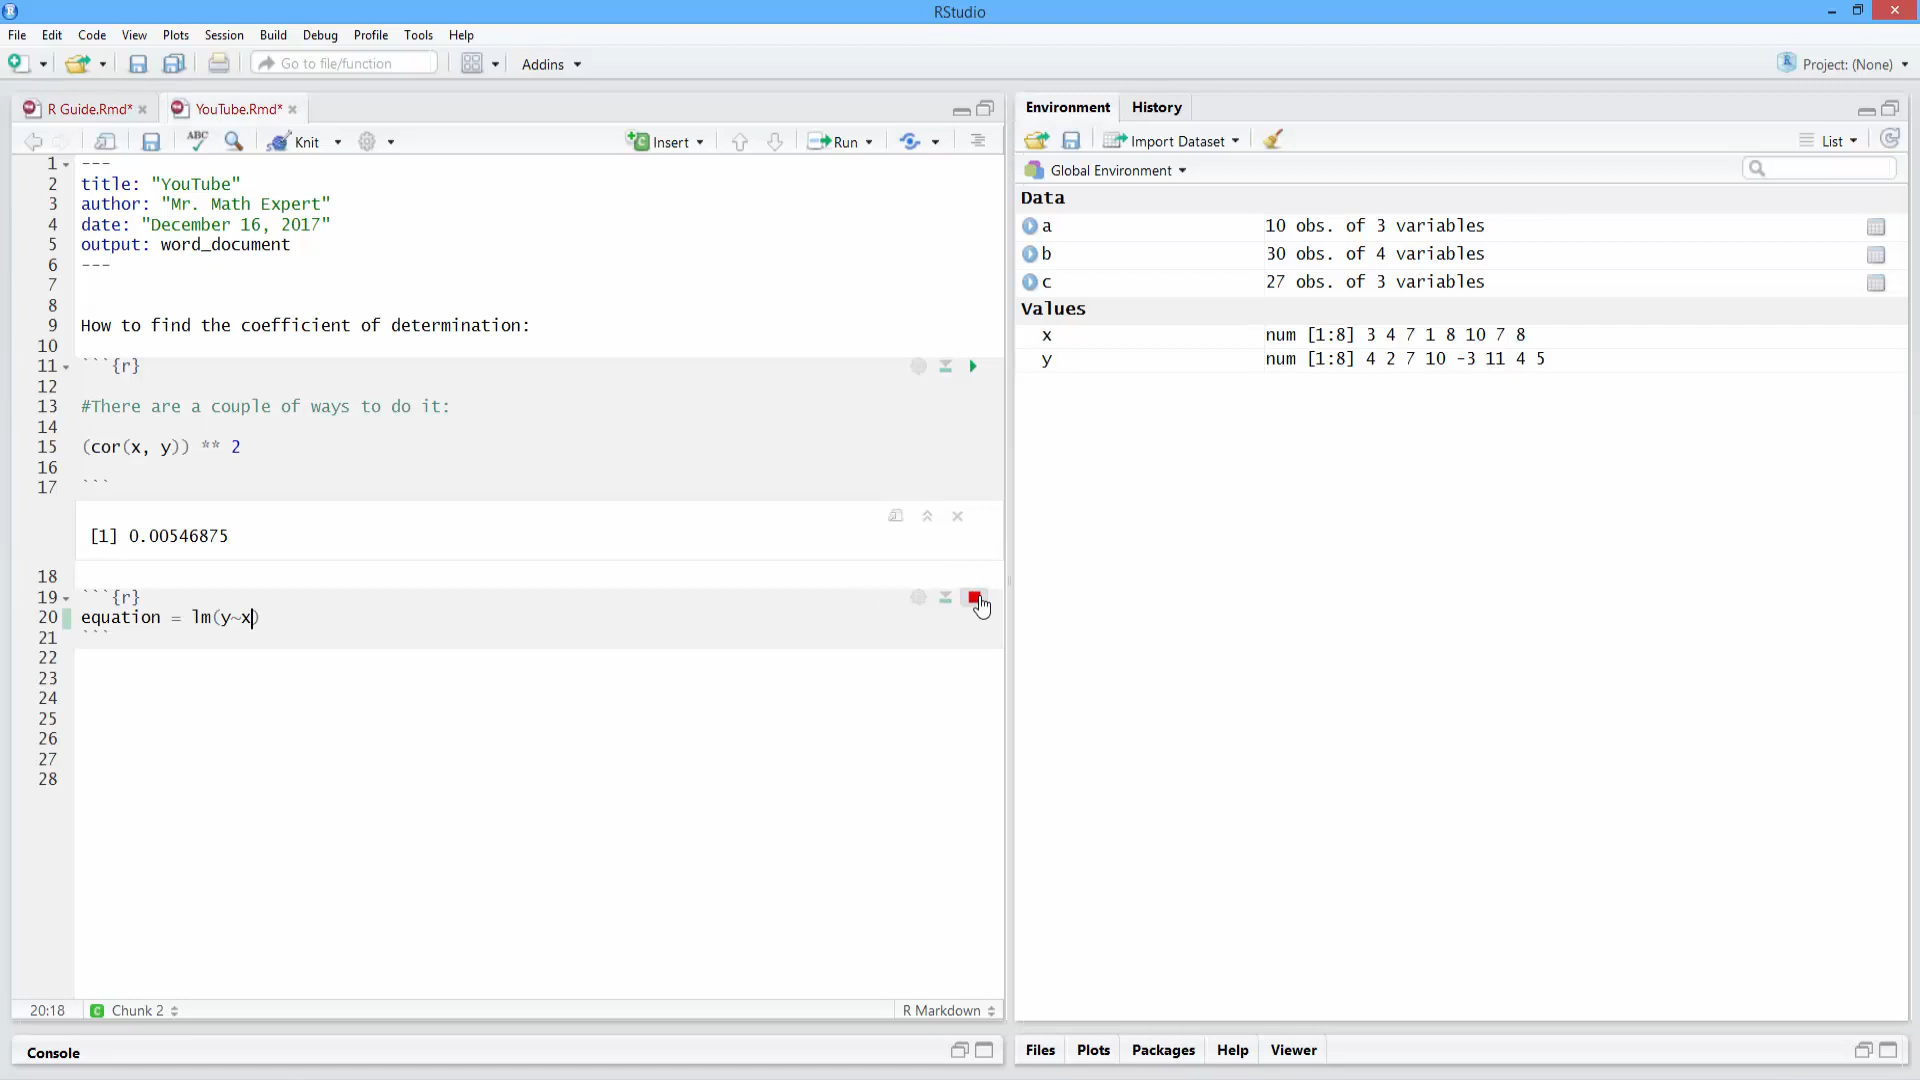 RStudio
File Edit Code View Plots Session Build Debug Profile Tools Help
Go to file/function Addins Project: (None)
R Guide.Rmd* YouTube.Rmd*
ABC Knit Insert Run
1 ---
2 title: "YouTube"
3 author: "Mr. Math Expert"
4 date: "December 16, 2017"
5 output: word_document
6 ---
7
8
9 How to find the coefficient of determination:
10
11 ```{r}
12
13 #There are a couple of ways to do it:
14
15 (cor(x, y)) ** 2
16
17 ```
[1] 0.00546875
18
19 ```{r}
20 equation = lm(y~x)
21 ```
22
23
24
25
26
27
28
20:18 Chunk 2 R Markdown
Console
Environment History
Import Dataset List
Global Environment
Data
a 10 obs. of 3 variables
b 30 obs. of 4 variables
c 27 obs. of 3 variables
Values
x num [1:8] 3 4 7 1 8 10 7 8
y num [1:8] 4 2 7 10 -3 11 4 5
Files Plots Packages Help Viewer